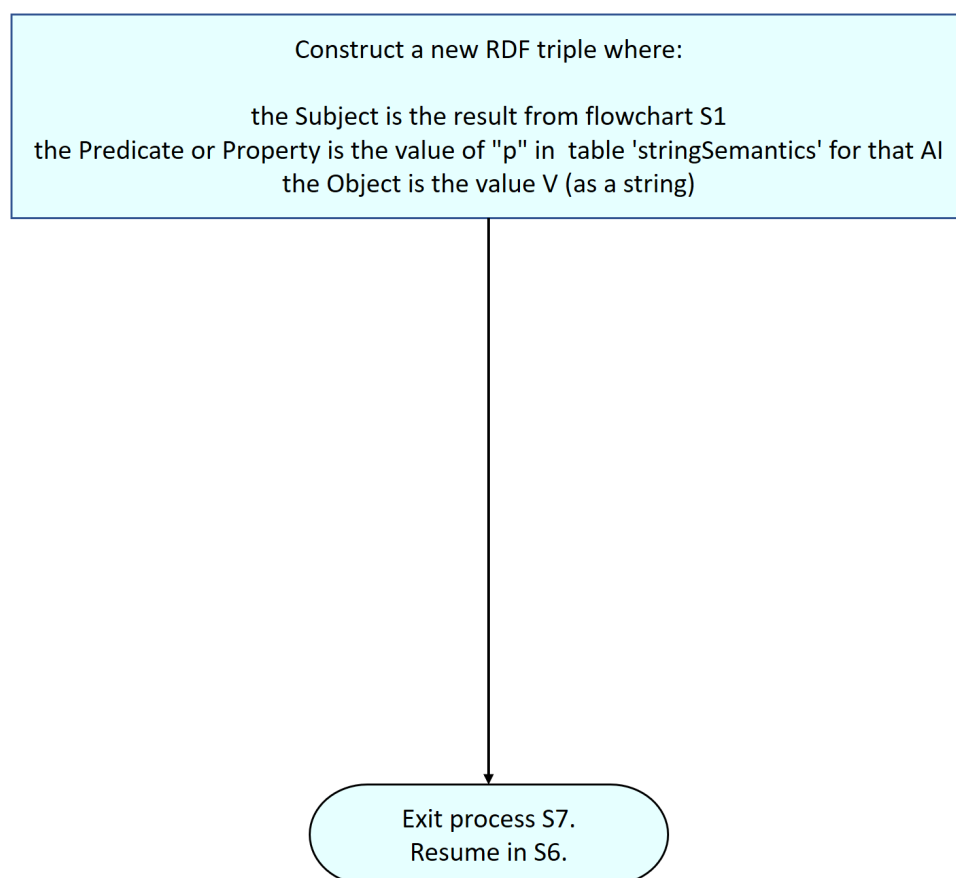 Construct a new RDF triple where:
the Subject is the result from flowchart S1
the Predicate or Property is the value of "p" in  table 'stringSemantics' for that AI
the Object is the value V (as a string)
Exit process S7.
Resume in S6.